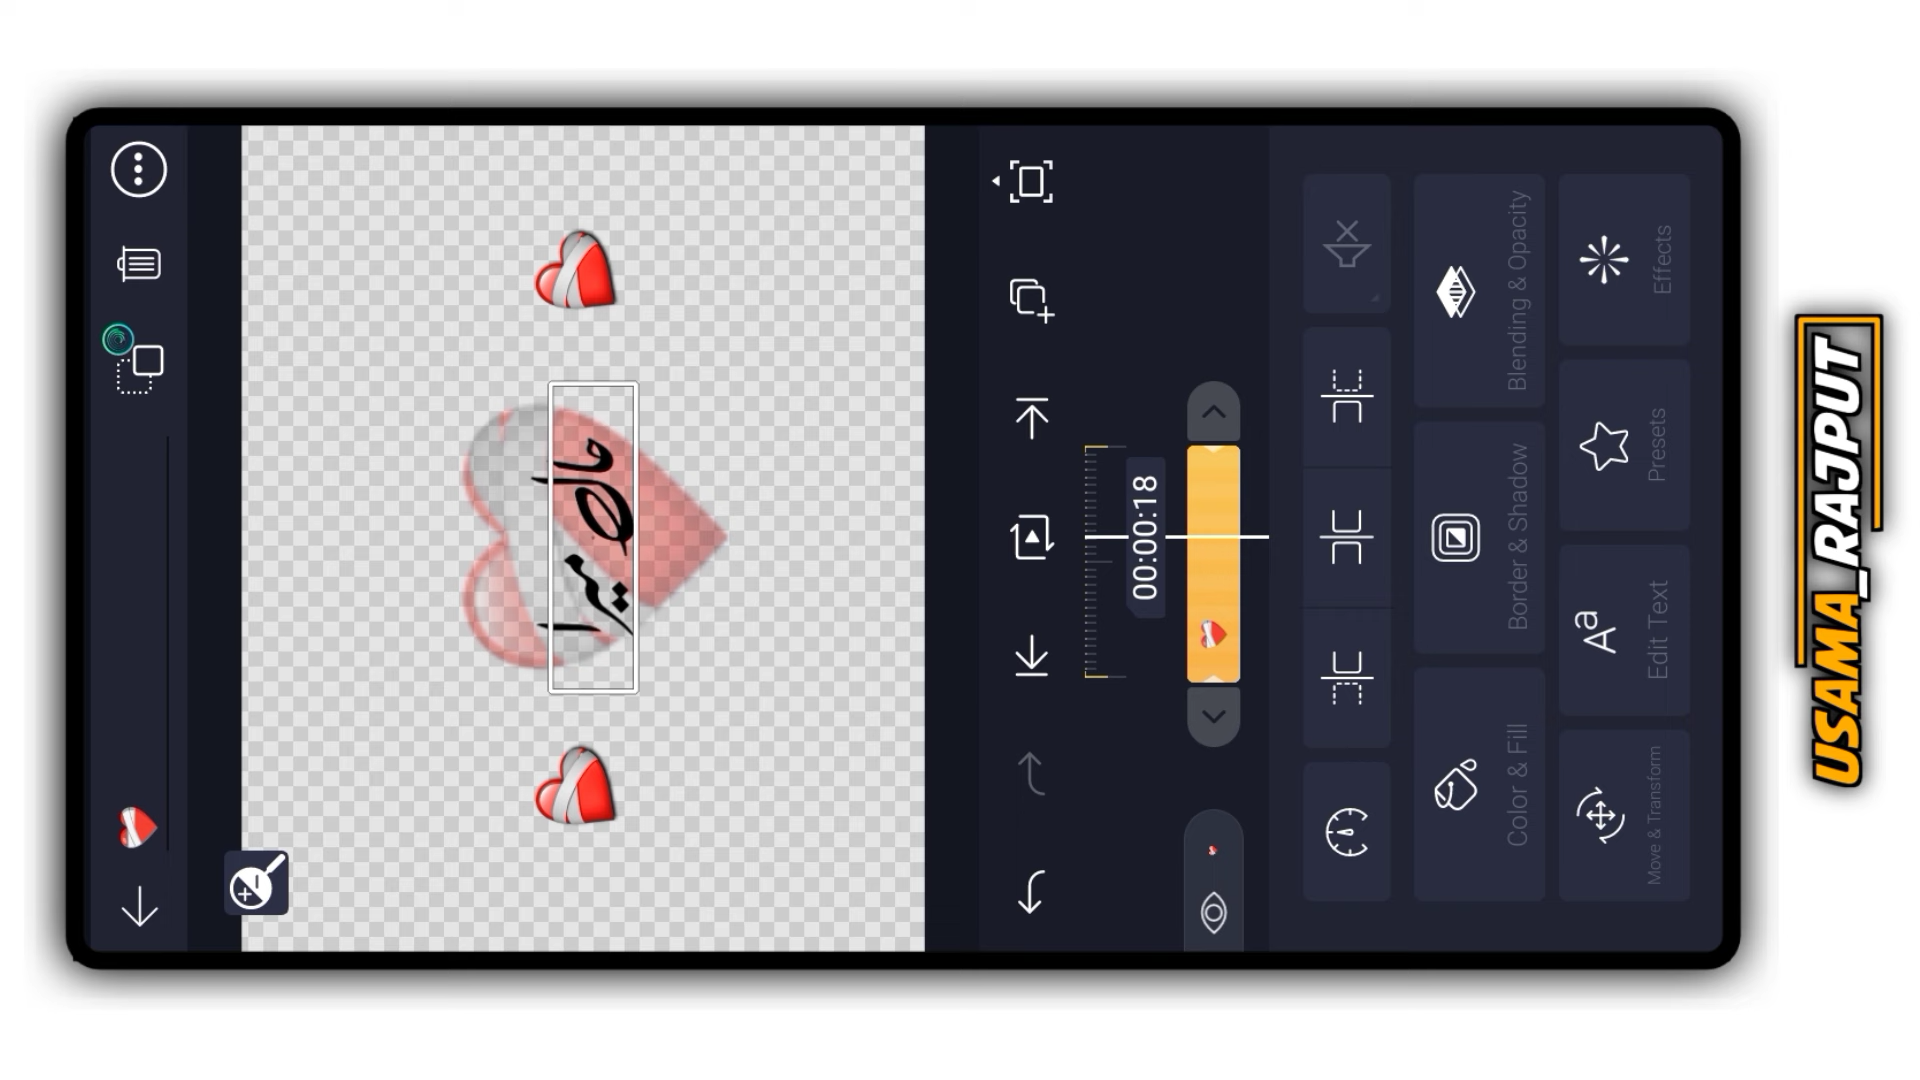 00:00:18
Color & Fill
Border & Shadow
Blending & Opacity
Aa
Move & Transform
Edit Text
Presets
Effects
USAMA_RAJPUT